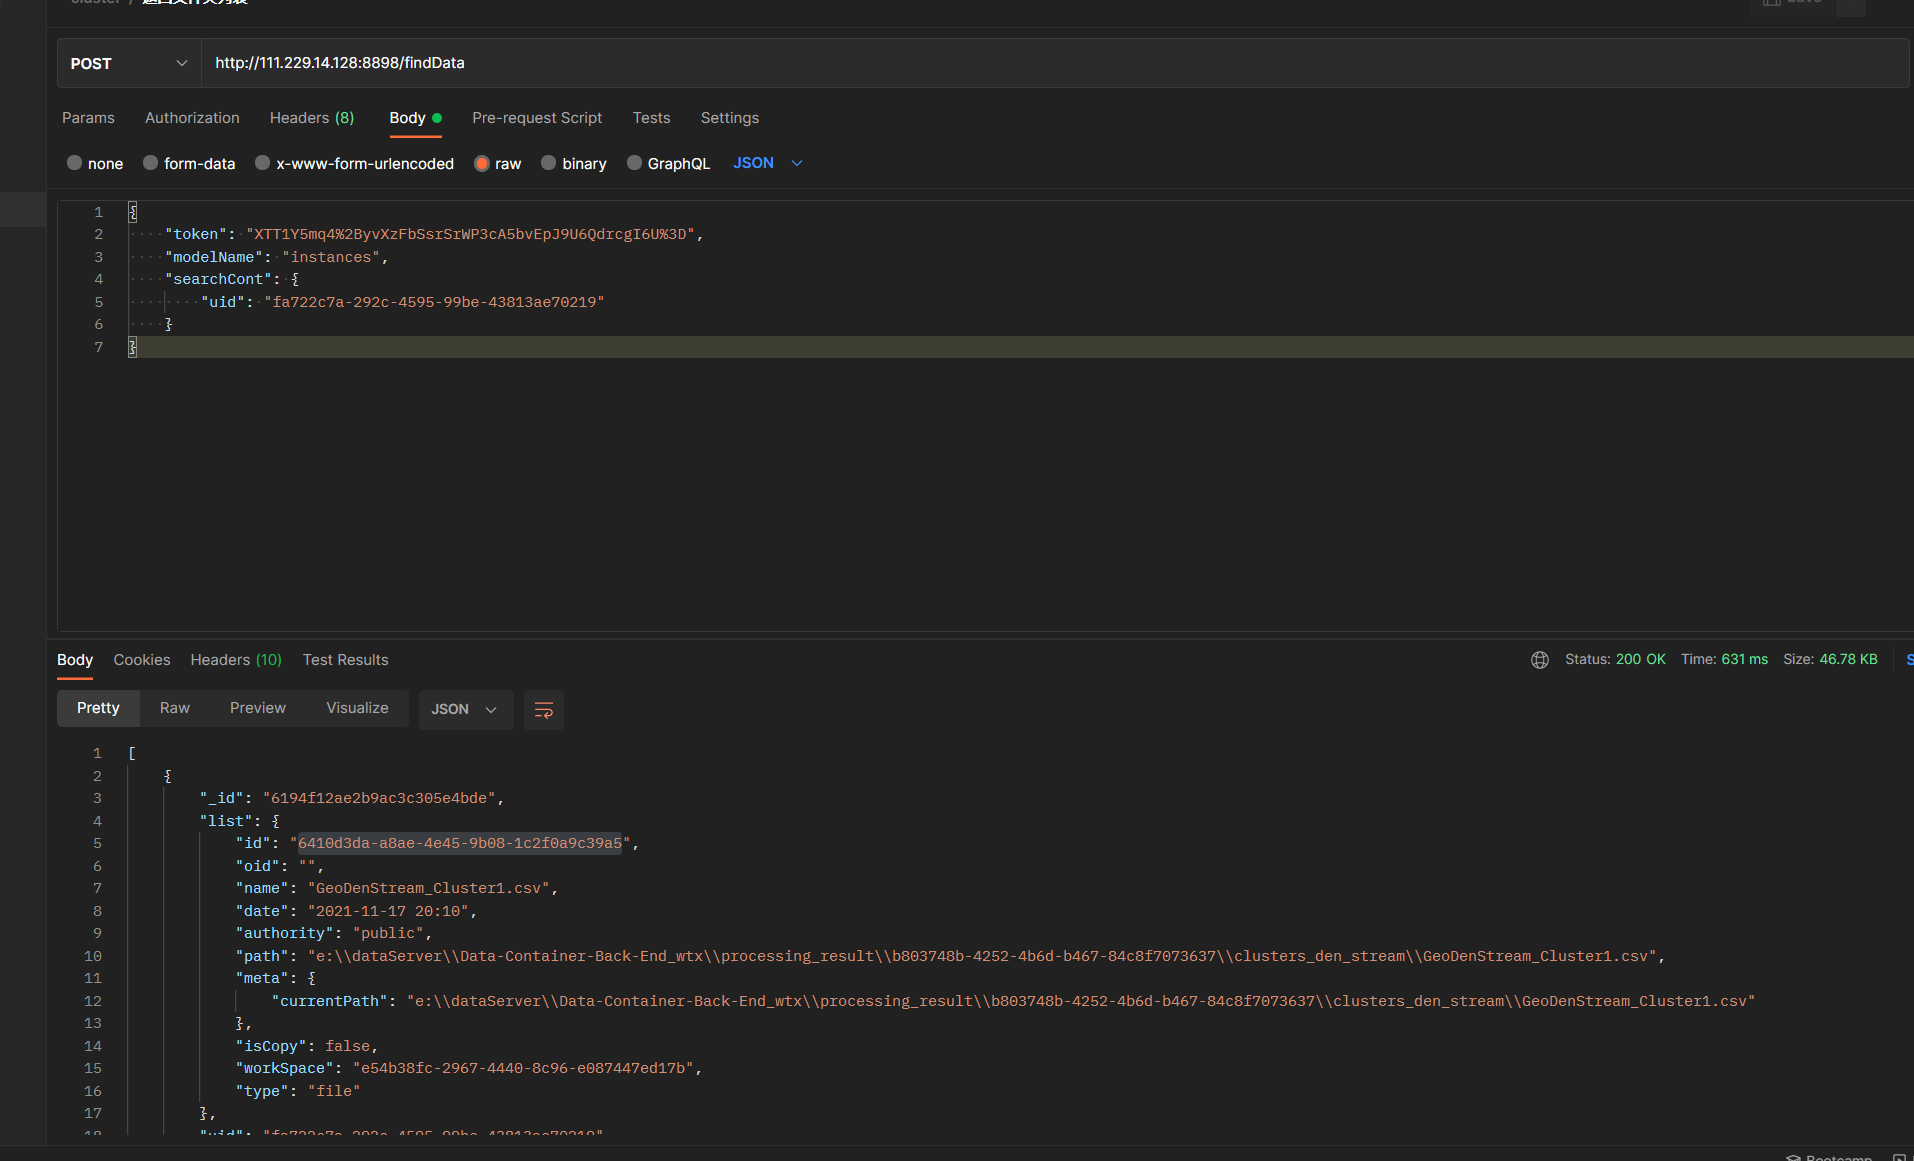 POST http://111.229.14.128:8898/findData
Params Authorization Headers (8) Body Pre-request Script Tests Settings
none form-data x-www-form-urlencoded raw binary GraphQL JSON
1 {
2 "token": "XTT1Y5mq4%2ByvXzFbSsrSrWP3cA5bvEpJ9U6QdrcgI6U%3D",
3 "modelName": "instances",
4 "searchCont": {
5 "uid": "fa722c7a-292c-4595-99be-43813ae70219"
6 }
7 }
Body Cookies Headers (10) Test Results Status: 200 OK Time: 631 ms Size: 46.78 KB
Pretty Raw Preview Visualize JSON
1 [
2 {
3 "_id": "6194f12ae2b9ac3c305e4bde",
4 "list": {
5 "id": "6410d3da-a8ae-4e45-9b08-1c2f0a9c39a5",
6 "oid": "",
7 "name": "GeoDenStream_Cluster1.csv",
8 "date": "2021-11-17 20:10",
9 "authority": "public",
10 "path": "e:\\dataServer\\Data-Container-Back-End_wtx\\processing_result\\b803748b-4252-4b6d-b467-84c8f7073637\\clusters_den_stream\\GeoDenStream_Cluster1.csv",
11 "meta": {
12 "currentPath": "e:\\dataServer\\Data-Container-Back-End_wtx\\processing_result\\b803748b-4252-4b6d-b467-84c8f7073637\\clusters_den_stream\\GeoDenStream_Cluster1.csv"
13 },
14 "isCopy": false,
15 "workSpace": "e54b38fc-2967-4440-8c96-e087447ed17b",
16 "type": "file"
17 },
18 "uid": "fa722c7a-292c-4595-99be-43813ae70219"
Bootcamp